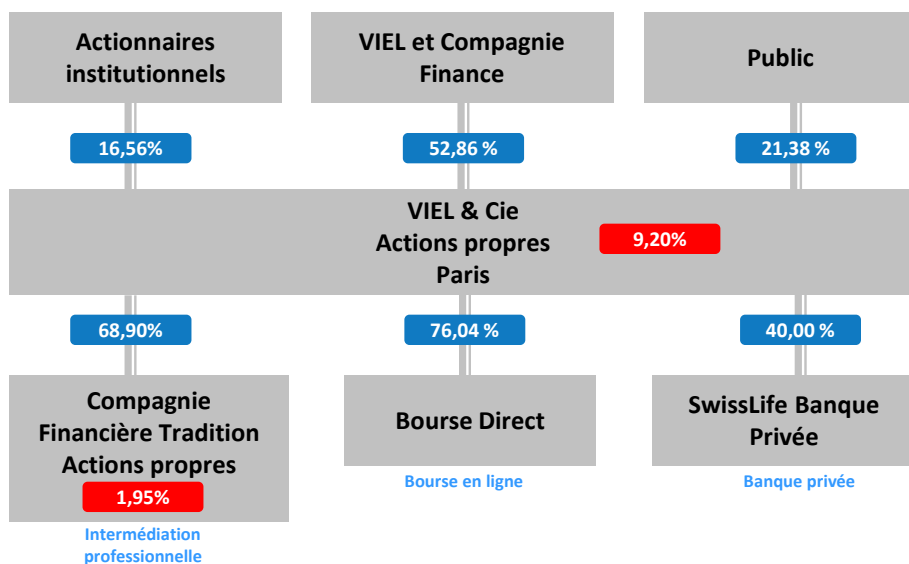 Actionnaires
institutionnels
VIEL et Compagnie
Finance
Public
16,56%
52,86 %
21,38 %
VIEL & Cie
Actions propres
Paris
9,20%
68,90%
76,04 %
40,00 %
Compagnie
Financière Tradition
Actions propres
1,95%
Bourse Direct
SwissLife Banque
Privée
Intermédiation
professionnelle
Bourse en ligne
Banque privée